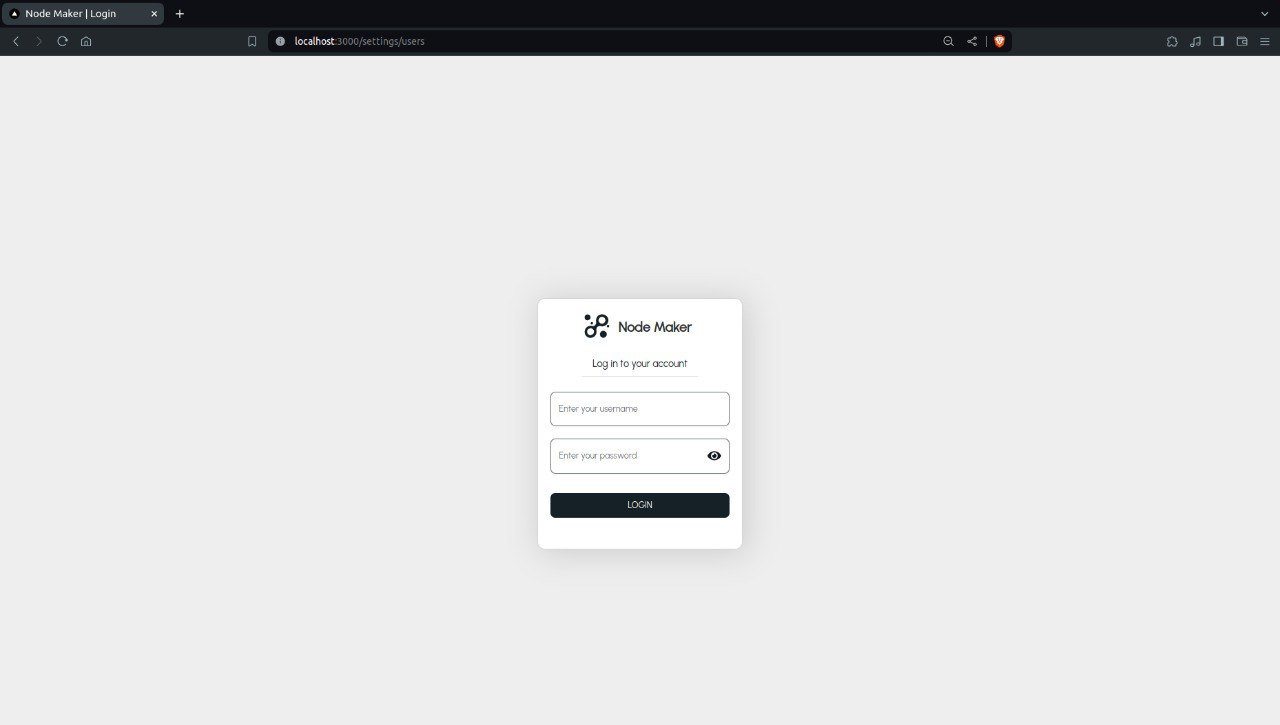 Node Maker | Login
localhost:3000/settings/users
Node Maker
Log in to your account
Enter your username
Enter your password
LOGIN